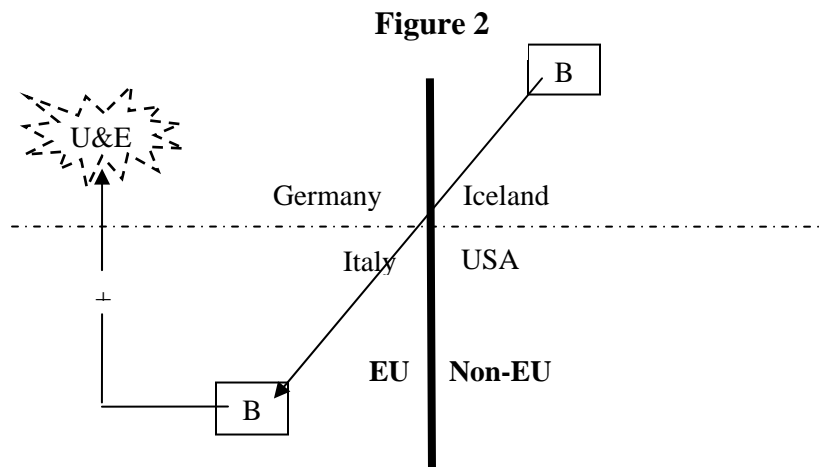 Figure 2
B
U&E
Germany Iceland
Italy USA
+
EU Non-EU
B